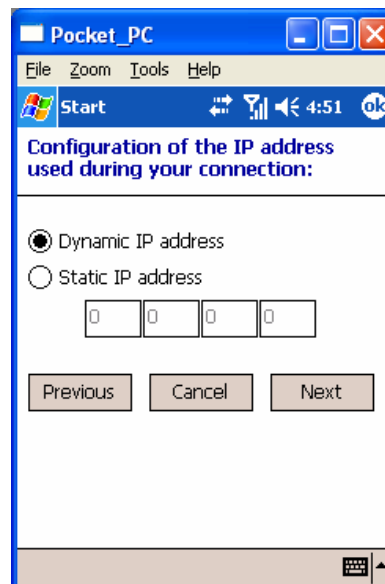 Pocket_PC
File Zoom Tools Help
Start 4:51 ok
Configuration of the IP address
used during your connection:
Dynamic IP address
Static IP address
0 0 0 0
Previous Cancel Next